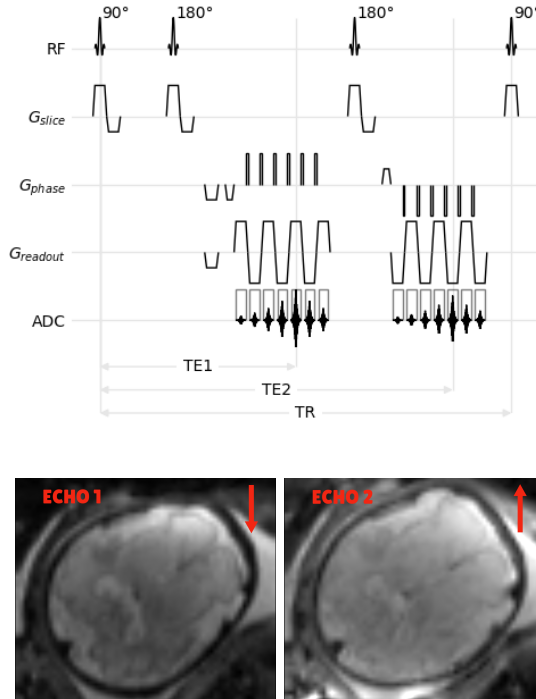 90° 180° 180° 90°
RF
Gslice
Gphase
Greadout
ADC
TE1
TE2
TR
ECHO 1 ECHO 2